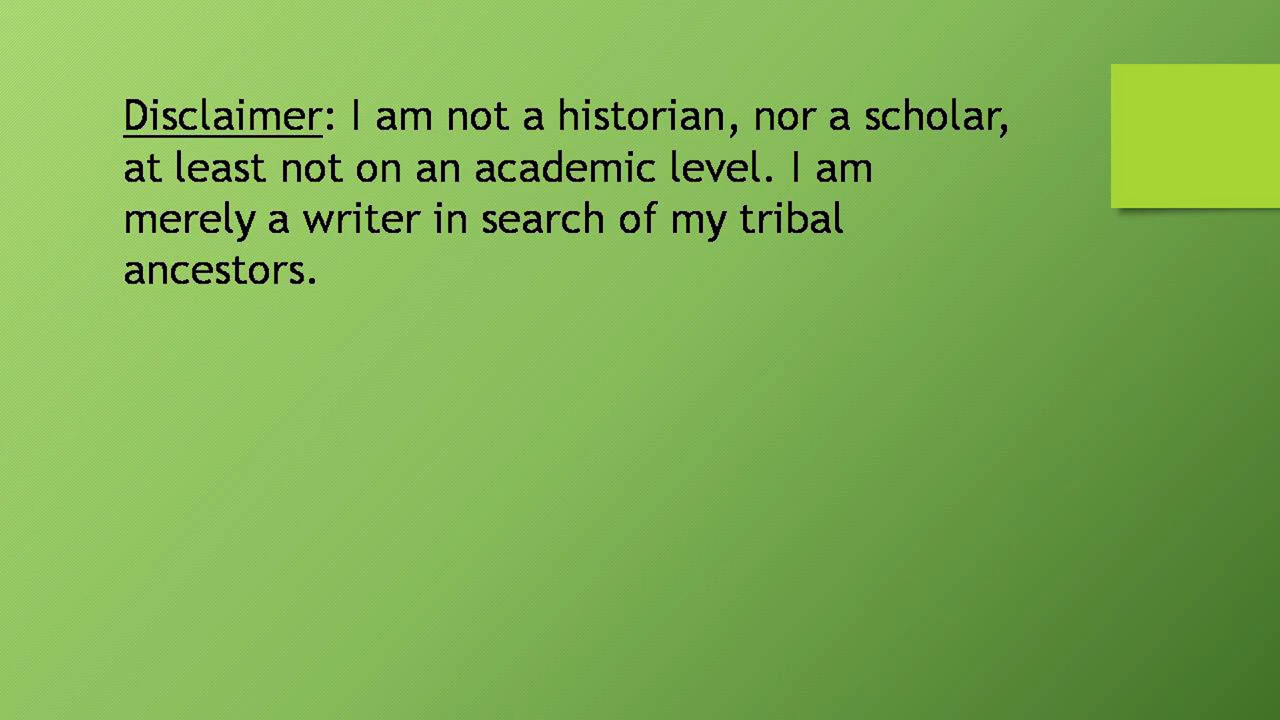 Disclaimer: I am not a historian, nor a scholar,
at least not on an academic level. I am
merely a writer in search of my tribal
ancestors.